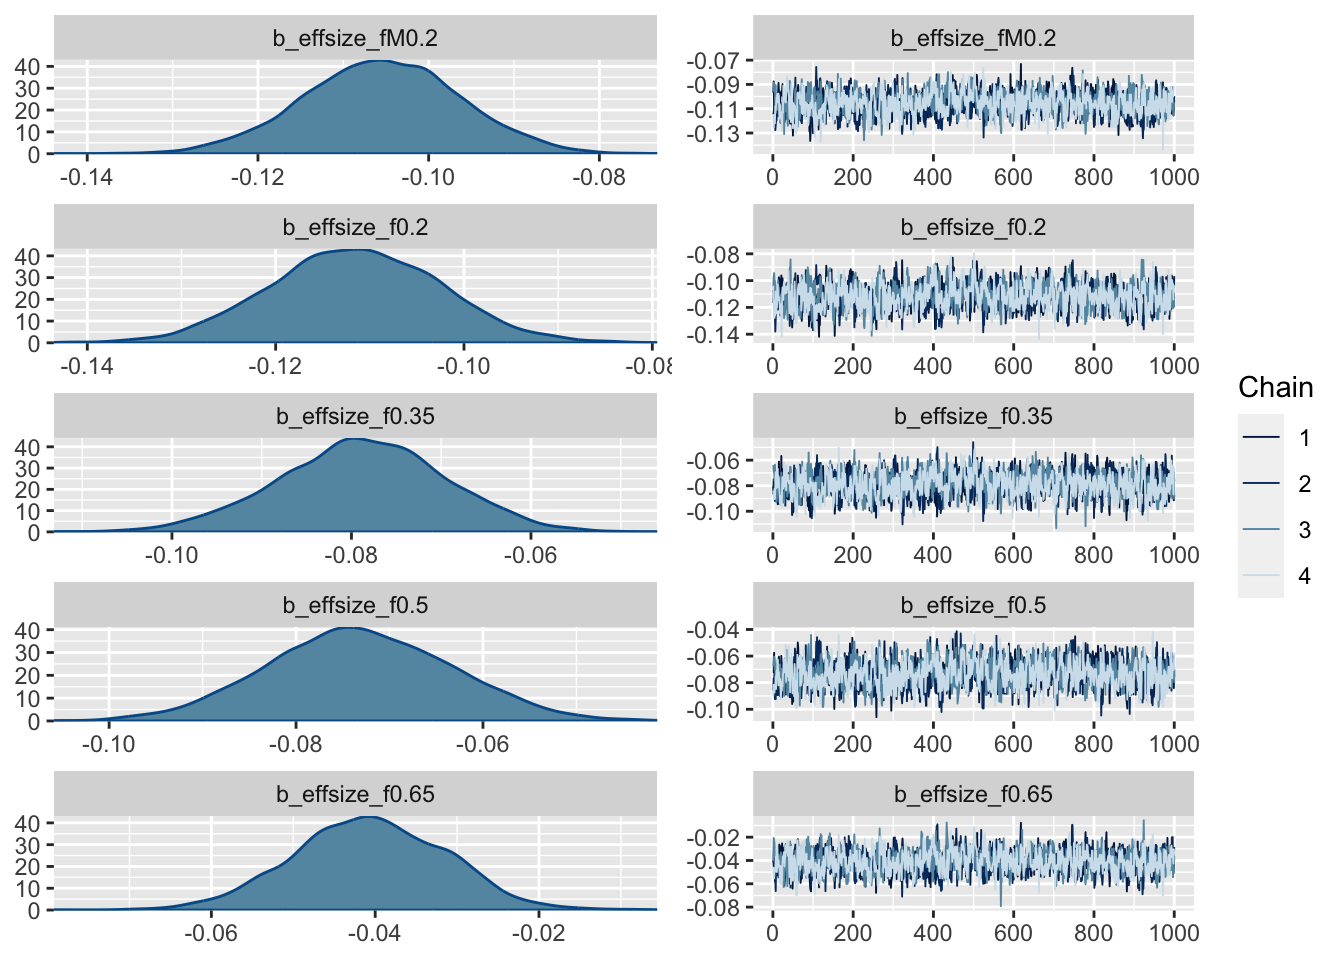 b_effsize_fM0.2
40
30
20
10
0
-0.14 -0.12 -0.10 -0.08
b_effsize_fM0.2
-0.07
-0.09
-0.11
-0.13
0 200 400 600 800 1000
b_effsize_f0.2
40
30
20
10
0
-0.14 -0.12 -0.10 -0.08
b_effsize_f0.2
-0.08
-0.10
-0.12
-0.14
0 200 400 600 800 1000
b_effsize_f0.35
40
30
20
10
0
-0.10 -0.08 -0.06
b_effsize_f0.35
-0.06
-0.08
-0.10
0 200 400 600 800 1000
b_effsize_f0.5
40
30
20
10
0
-0.10 -0.08 -0.06
b_effsize_f0.5
-0.04
-0.06
-0.08
-0.10
0 200 400 600 800 1000
b_effsize_f0.65
40
30
20
10
0
-0.06 -0.04 -0.02
b_effsize_f0.65
-0.02
-0.04
-0.06
-0.08
0 200 400 600 800 1000
Chain
1
2
3
4